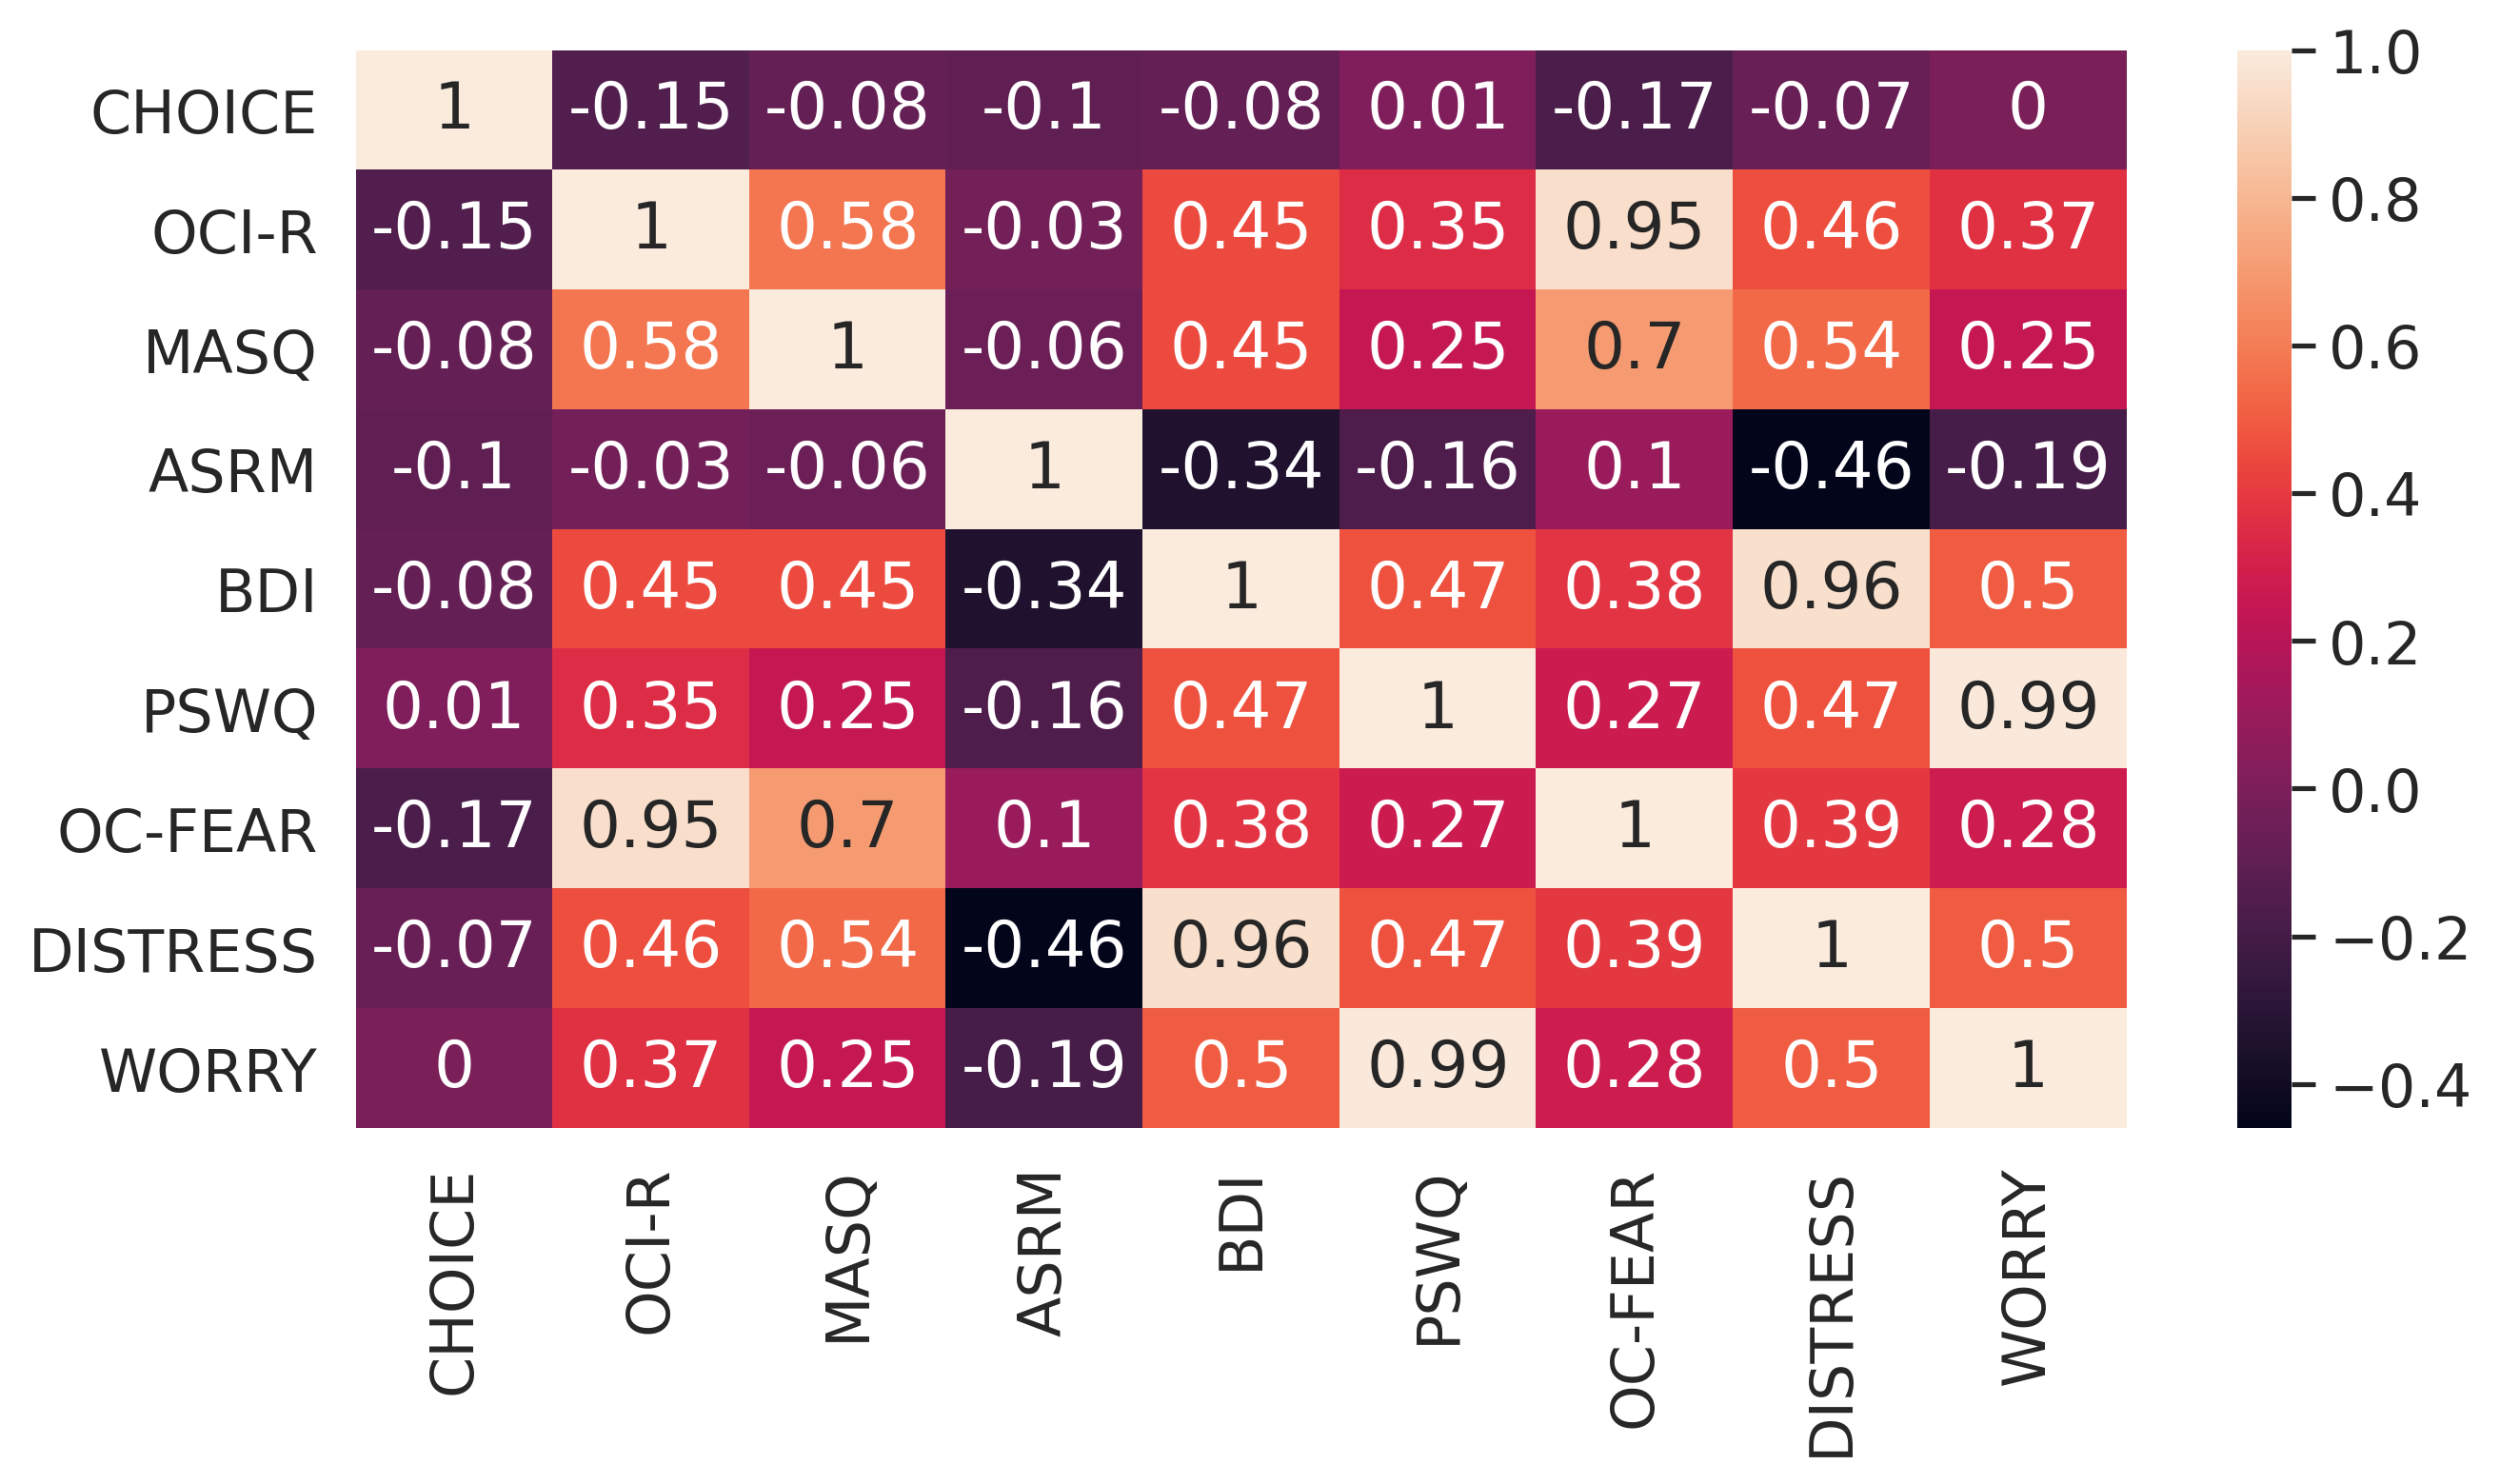 CHOICE 1 -0.15 -0.08 -0.1 -0.08 0.01 -0.17 -0.07 0
OCI-R -0.15 1 0.58 -0.03 0.45 0.35 0.95 0.46 0.37
MASQ -0.08 0.58 1 -0.06 0.45 0.25 0.7 0.54 0.25
ASRM -0.1 -0.03 -0.06 1 -0.34 -0.16 0.1 -0.46 -0.19
BDI -0.08 0.45 0.45 -0.34 1 0.47 0.38 0.96 0.5
PSWQ 0.01 0.35 0.25 -0.16 0.47 1 0.27 0.47 0.99
OC-FEAR -0.17 0.95 0.7 0.1 0.38 0.27 1 0.39 0.28
DISTRESS -0.07 0.46 0.54 -0.46 0.96 0.47 0.39 1 0.5
WORRY 0 0.37 0.25 -0.19 0.5 0.99 0.28 0.5 1
CHOICE
OCI-R
MASQ
ASRM
BDI
PSWQ
OC-FEAR
DISTRESS
WORRY
1.0
0.8
0.6
0.4
0.2
0.0
−0.2
−0.4